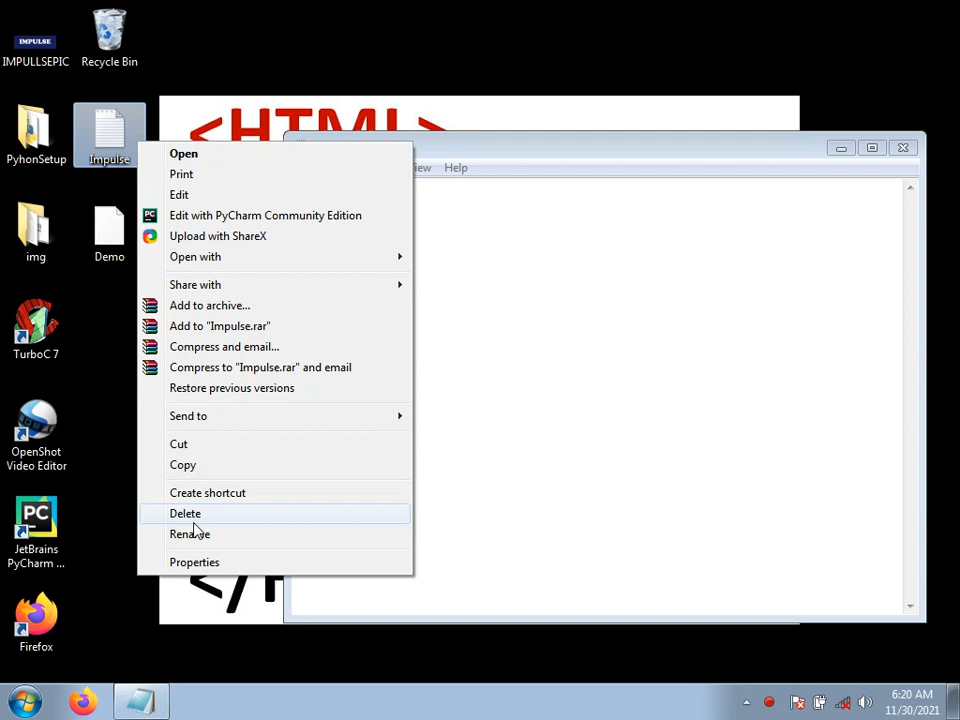 IMPULSE
IMPULLSEPIC
Recycle Bin
PyhonSetup
Impulse
img
Demo
TurboC 7
OpenShot
Video Editor
PC
JetBrains
PyCharm ...
Firefox
<HTML>
Help
Open
Print
Edit
PC Edit with PyCharm Community Edition
Upload with ShareX
Open with
Share with
Add to archive...
Add to "Impulse.rar"
Compress and email...
Compress to "Impulse.rar" and email
Restore previous versions
Send to
Cut
Copy
Create shortcut
Delete
Rename
Properties
</H
6:20 AM
11/30/2021